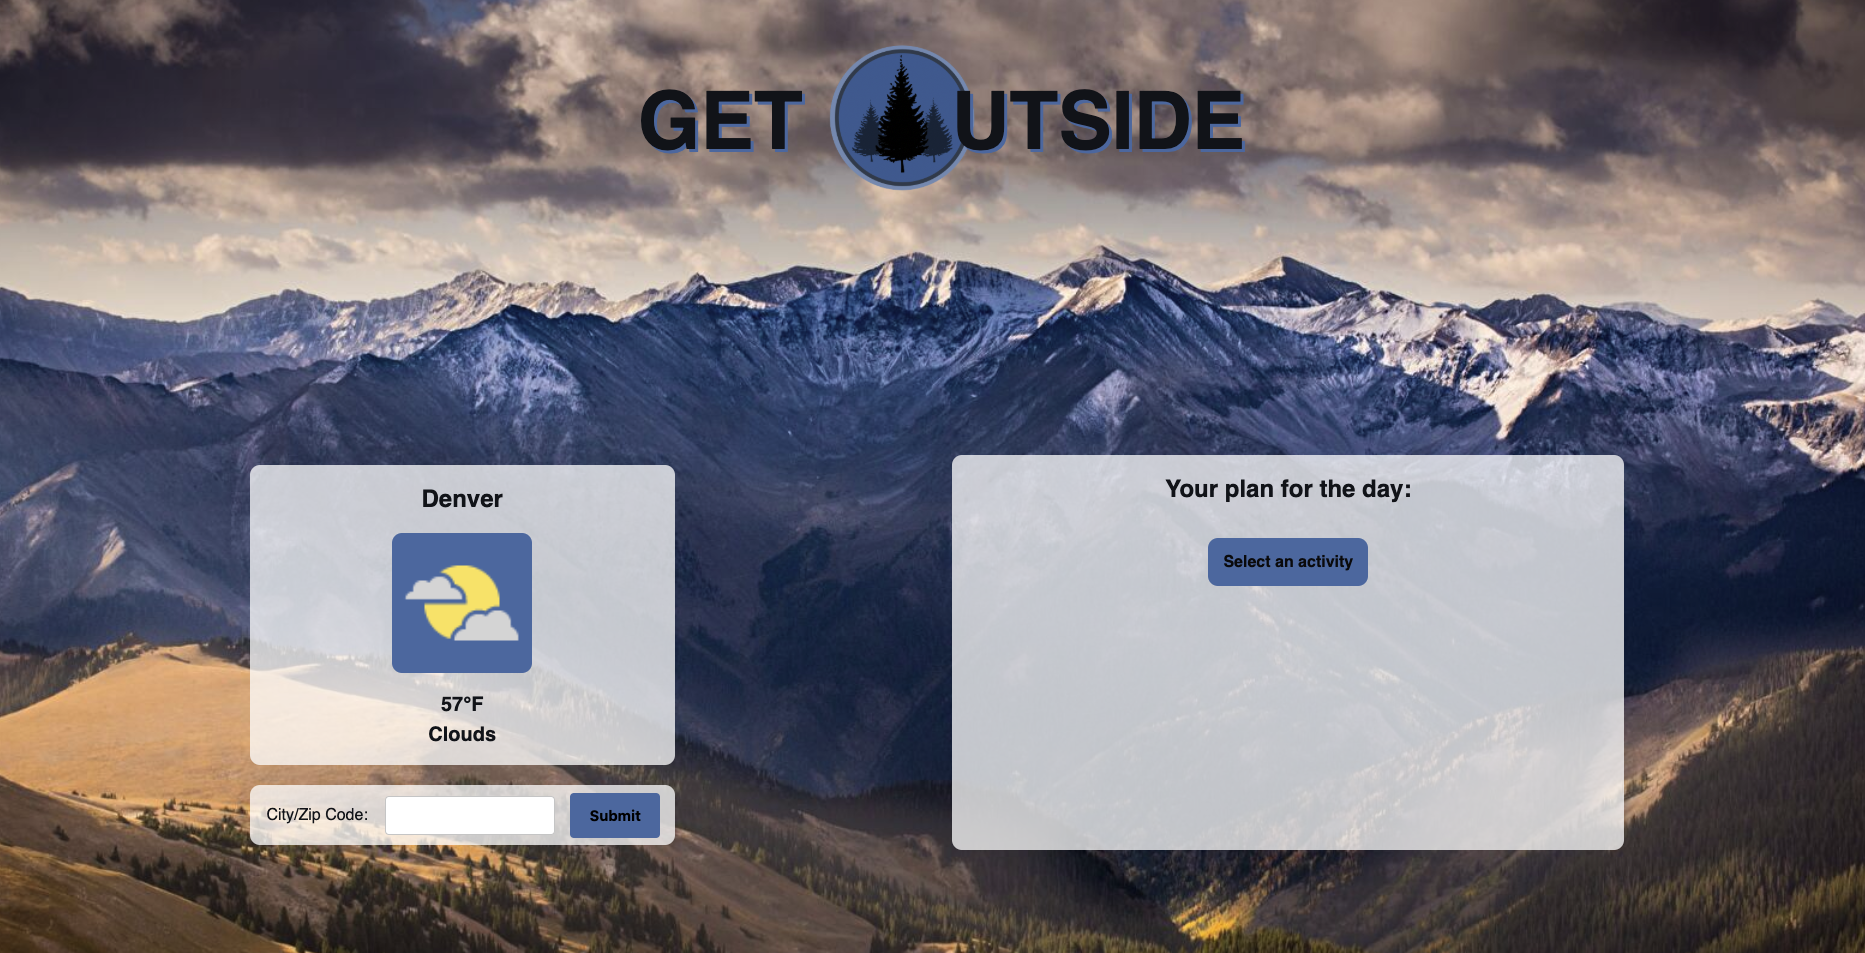 GET UTSIDE
Denver
57°F
Clouds
City/Zip Code:
Submit
Your plan for the day:
Select an activity